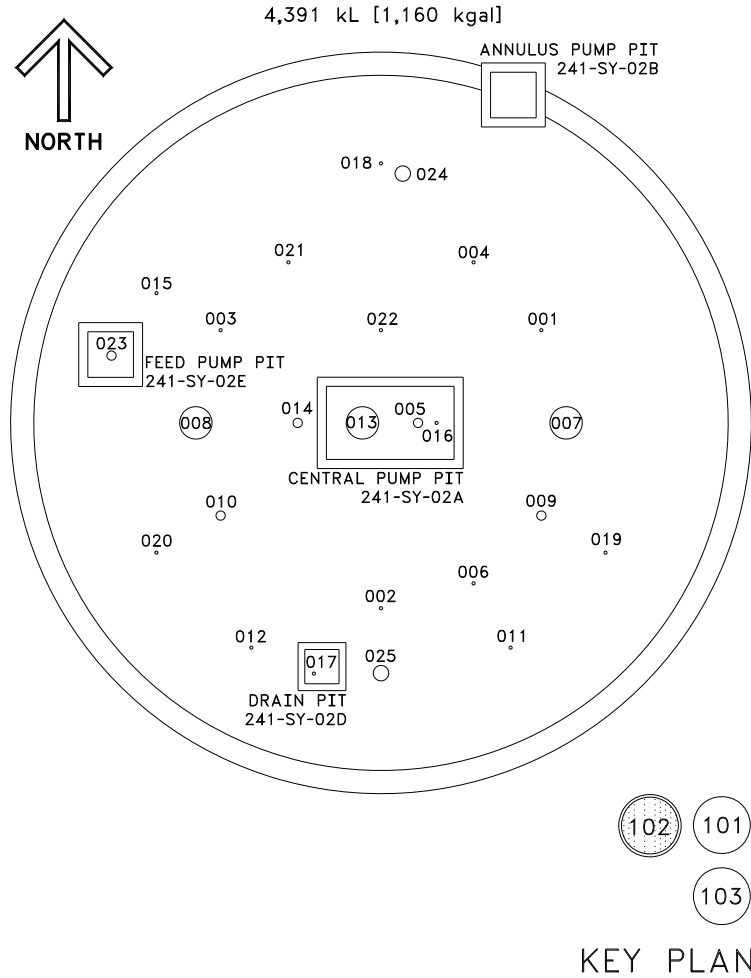 4,391 kL [1,160 kgal]
ANNULUS PUMP PIT
241-SY-02B
NORTH
018
024
021
004
015
003
022
001
023
FEED PUMP PIT
241-SY-02E
014
005
008
013
007
016
CENTRAL PUMP PIT
241-SY-02A
010
009
020
019
006
002
012
011
017
025
DRAIN PIT
241-SY-02D
102
101
103
KEY PLAN